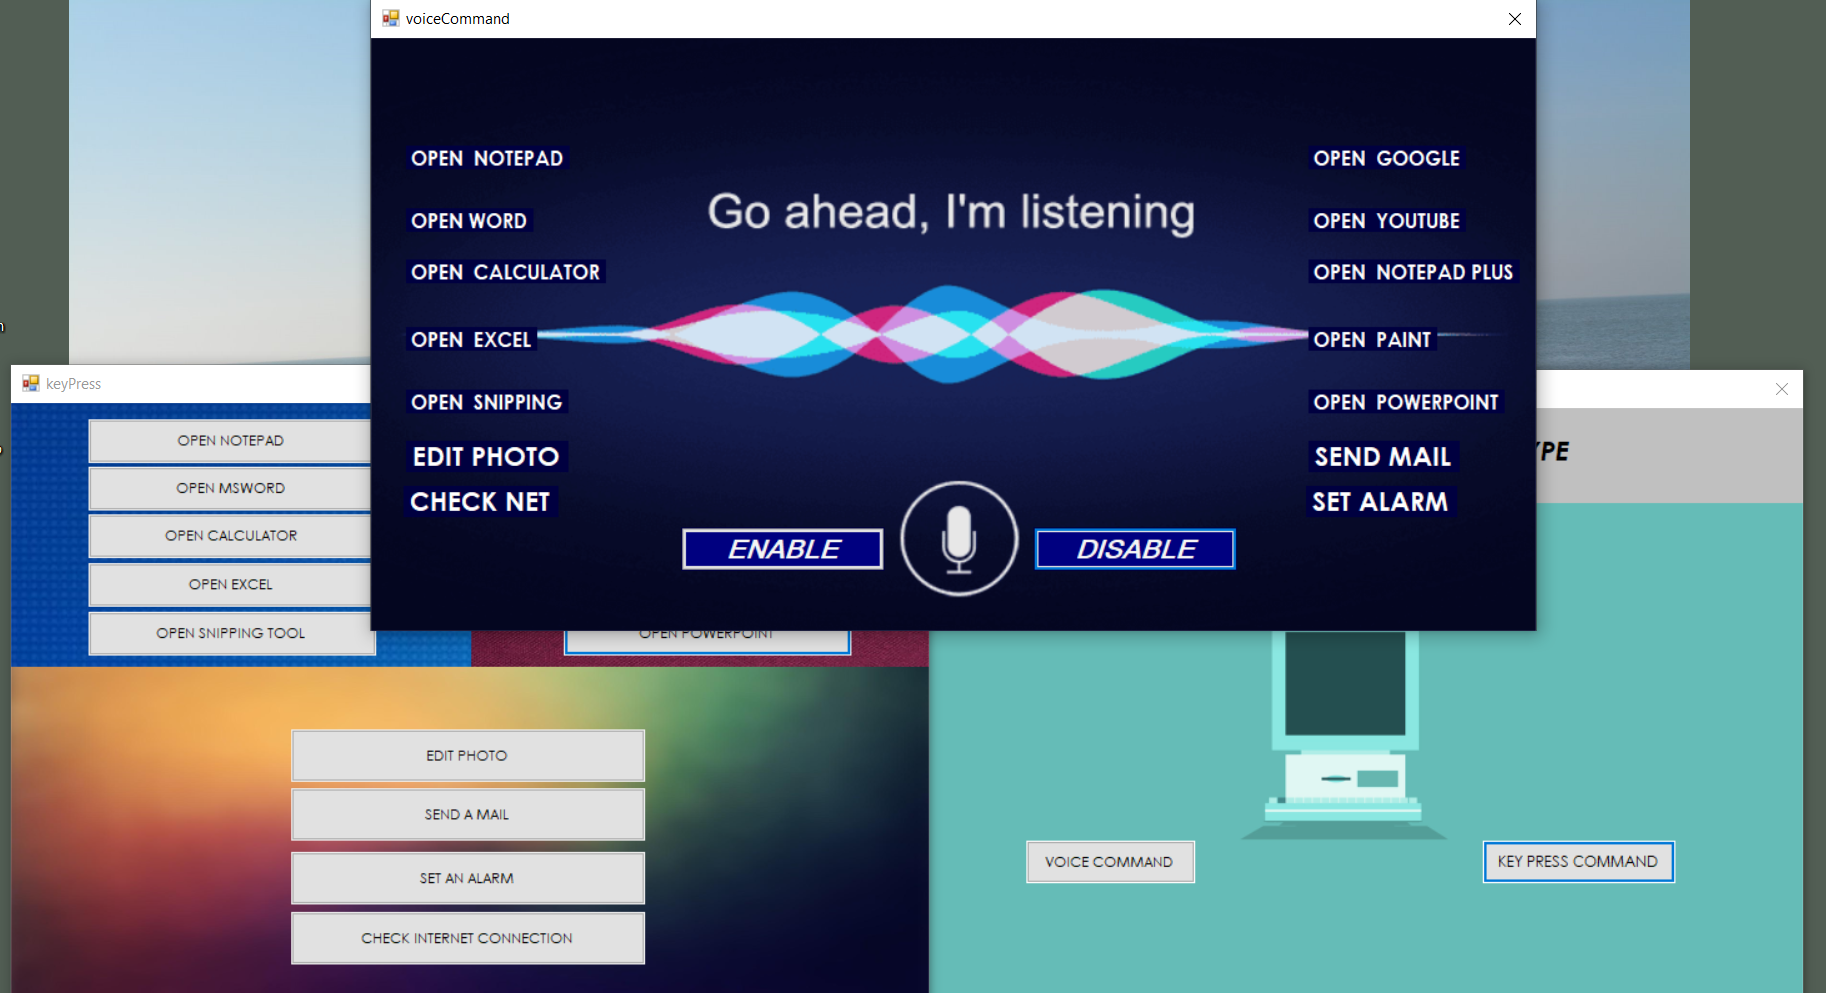 voiceCommand
OPEN NOTEPAD
OPEN WORD
OPEN CALCULATOR
OPEN EXCEL
OPEN SNIPPING
EDIT PHOTO
CHECK NET
Go ahead, I'm listening
OPEN GOOGLE
OPEN YOUTUBE
OPEN NOTEPAD PLUS
OPEN PAINT
OPEN POWERPOINT
SEND MAIL
SET ALARM
ENABLE
DISABLE
keyPress
OPEN NOTEPAD
OPEN MSWORD
OPEN CALCULATOR
OPEN EXCEL
OPEN SNIPPING TOOL
OPEN POWERPOINT
EDIT PHOTO
SEND A MAIL
SET AN ALARM
CHECK INTERNET CONNECTION
VOICE COMMAND
KEY PRESS COMMAND